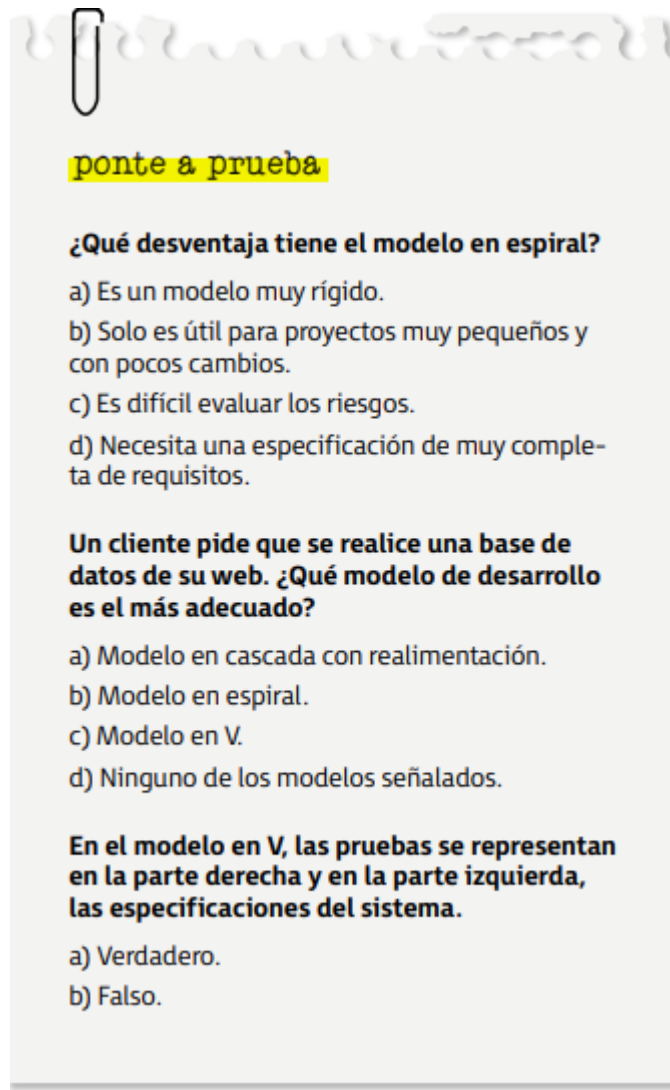 ponte a prueba
¿Qué desventaja tiene el modelo en espiral?
a) Es un modelo muy rígido.
b) Solo es útil para proyectos muy pequeños y
con pocos cambios.
c) Es difícil evaluar los riesgos.
d) Necesita una especificación de muy comple-
ta de requisitos.
Un cliente pide que se realice una base de
datos de su web. ¿Qué modelo de desarrollo
es el más adecuado?
a) Modelo en cascada con realimentación.
b) Modelo en espiral.
c) Modelo en V.
d) Ninguno de los modelos señalados.
En el modelo en V, las pruebas se representan
en la parte derecha y en la parte izquierda,
las especificaciones del sistema.
a) Verdadero.
b) Falso.